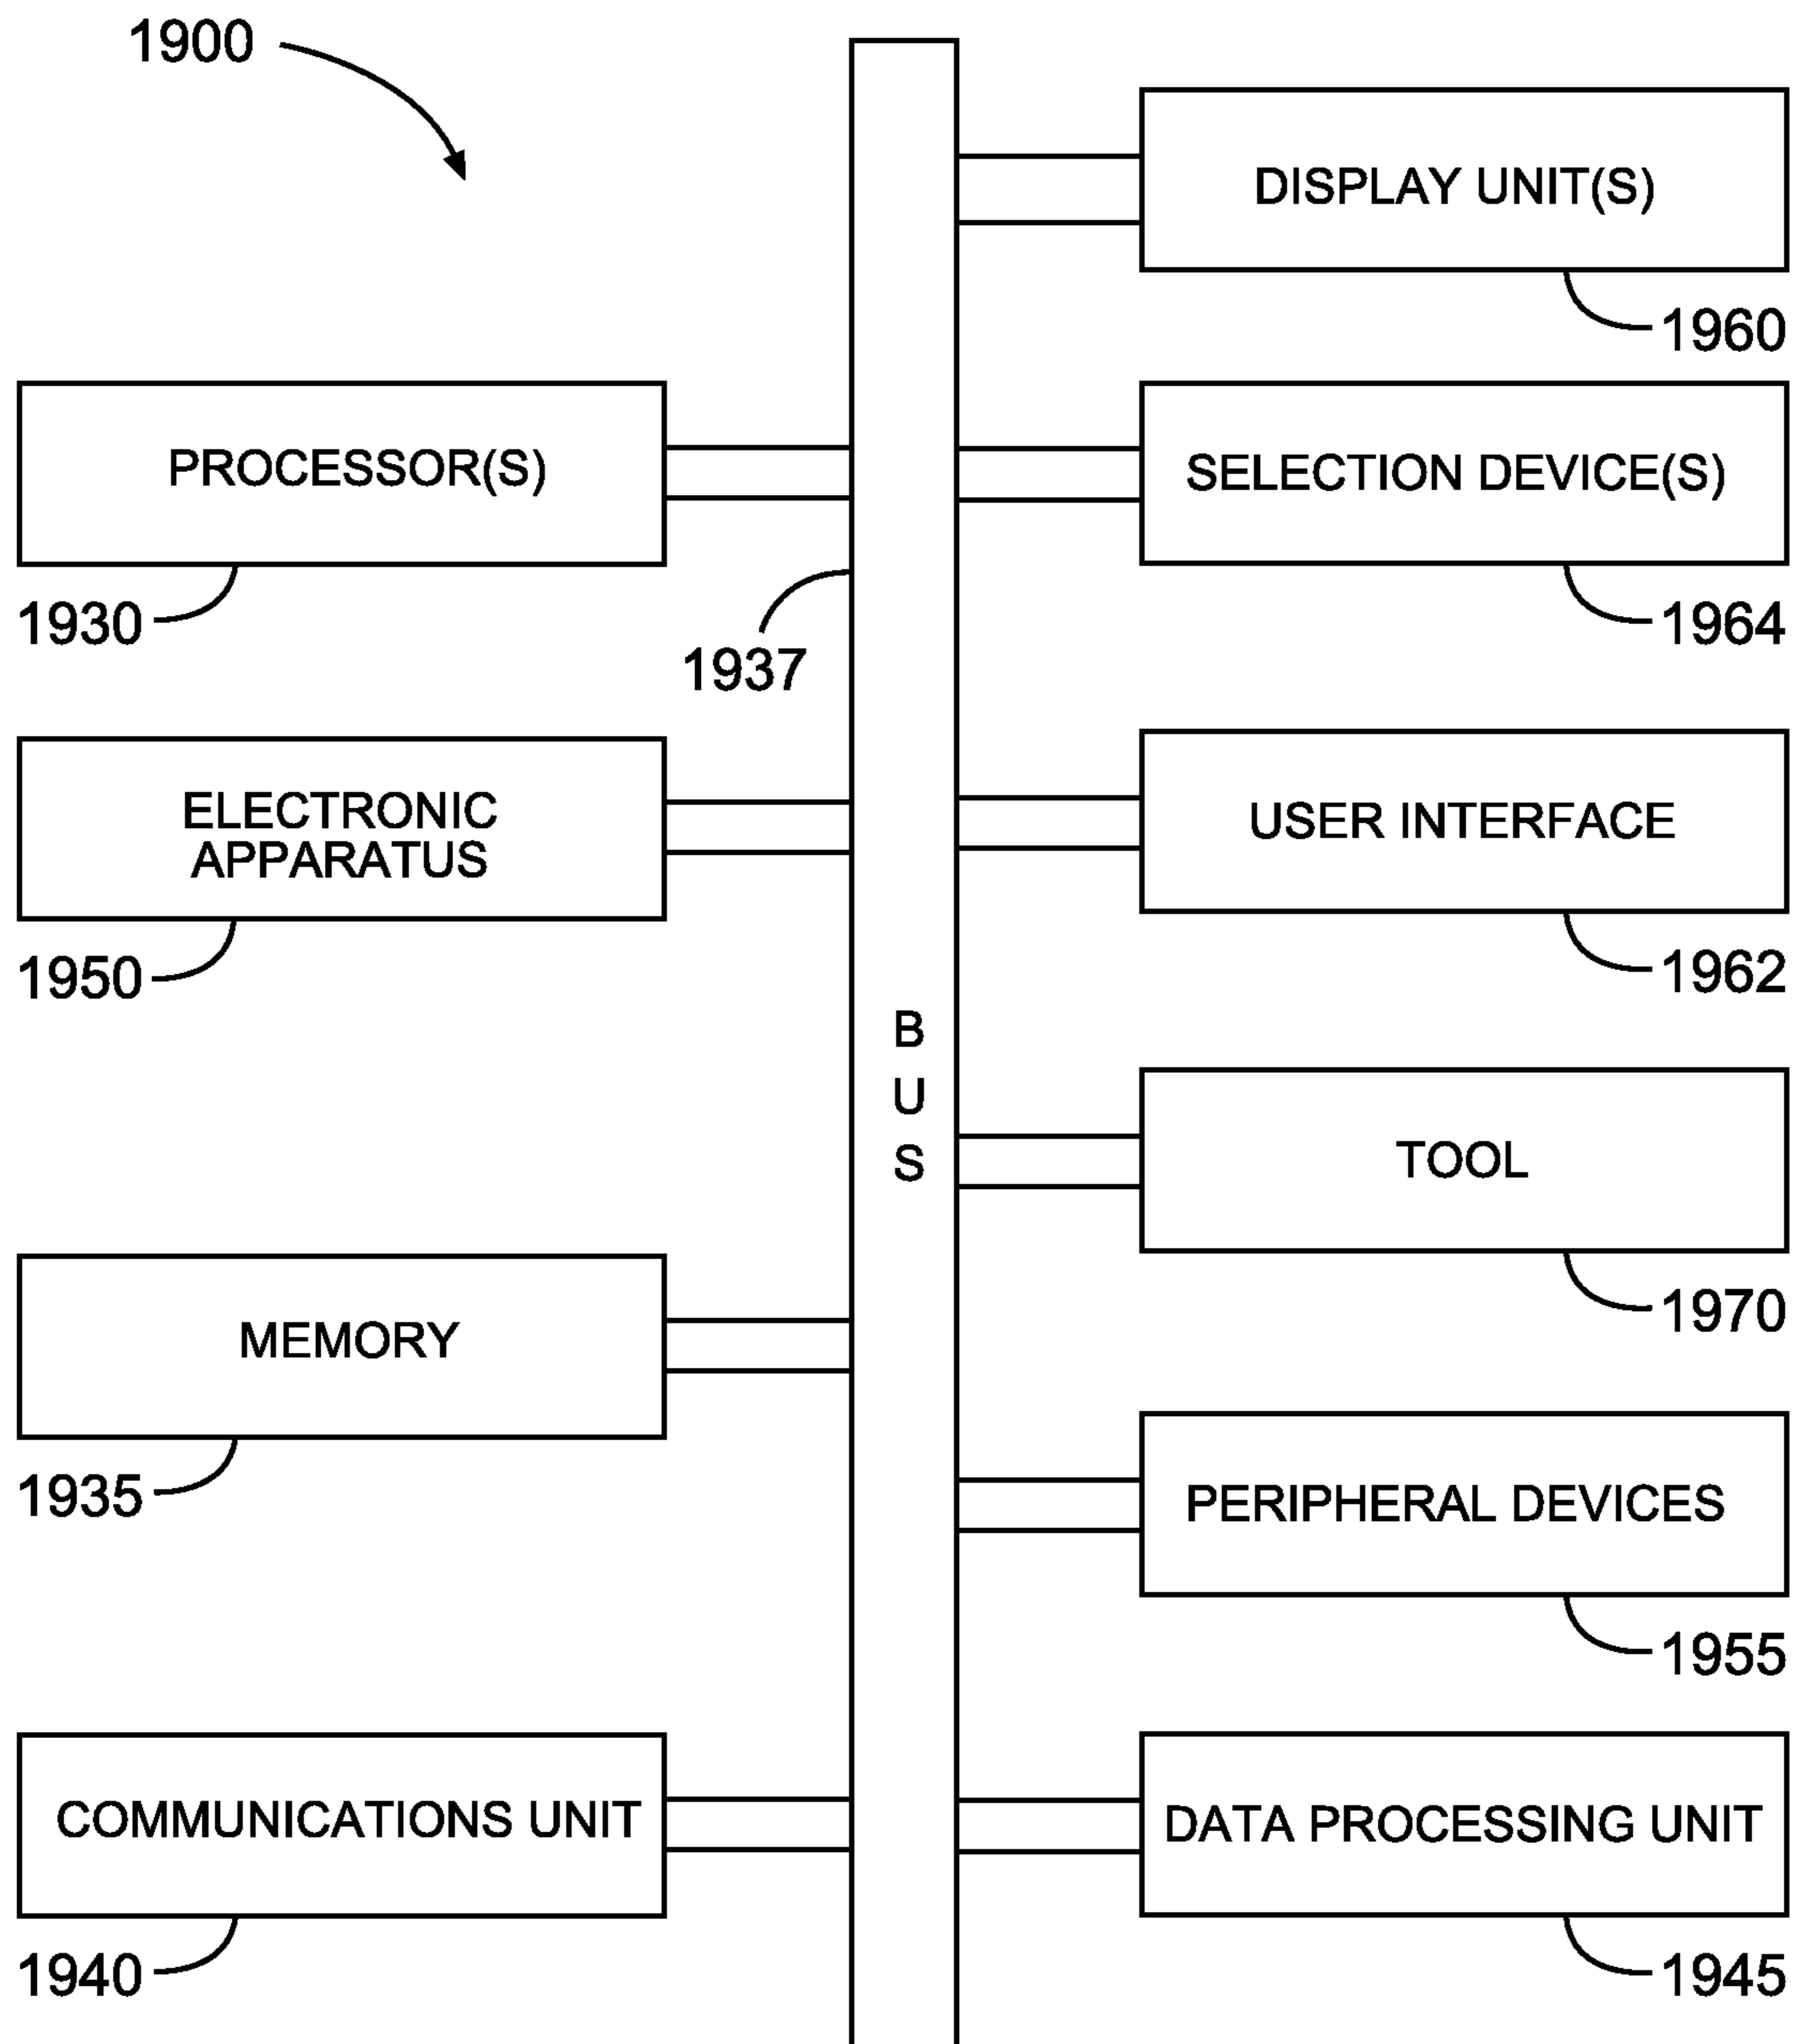 1900
DISPLAY UNIT(S)
1960
PROCESSOR(S)
1930
SELECTION DEVICE(S)
1964
1937
ELECTRONIC
APPARATUS
1950
USER INTERFACE
1962
B
U
S
TOOL
1970
MEMORY
1935
PERIPHERAL DEVICES
1955
COMMUNICATIONS UNIT
1940
DATA PROCESSING UNIT
1945